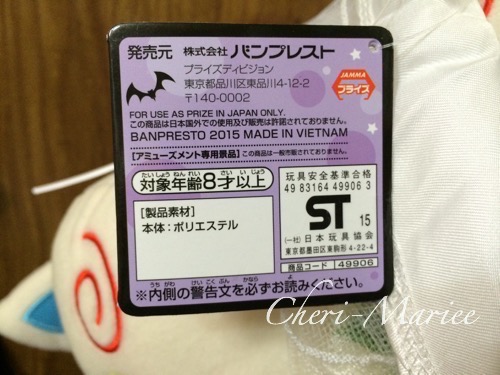 発売元 株式会社 バンプレスト
プライズディビジョン
東京都品川区東品川4-12-2
〒140-0002
JAMMA
プライズ
FOR USE AS PRIZE IN JAPAN ONLY.
この商品は日本国外での使用及び販売は許諾されておりません。
BANPRESTO 2015 MADE IN VIETNAM
[アミューズメント専用景品] この商品は一般市販されておりません。
たいしょう ねんれい さい い じょう
対象年齢8才以上
[製品素材]
本体:ポリエステル
玩具安全基準合格
49 83164 49906 3
ST 15
(一社)日本玩具協会
東京都墨田区東駒形4-22-4
商品コード 49906
うちがわ けいこくぶん かなら よ
※内側の警告文を必ずお読みください。
Cheri-Mariee